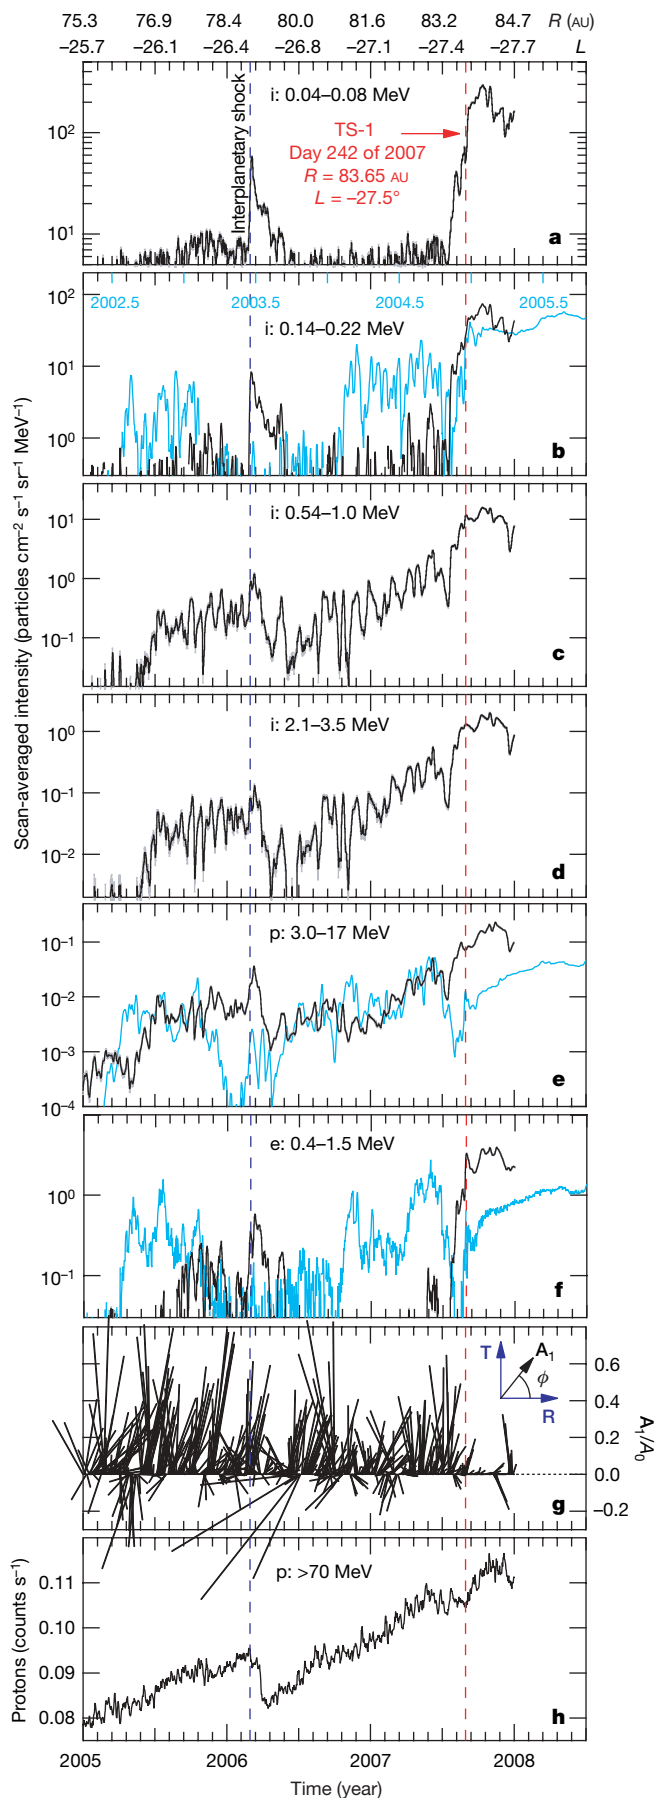 75.3 76.9 78.4 80.0 81.6 83.2 84.7 R (AU)
−25.7 −26.1 −26.4 −26.8 −27.1 −27.4 −27.7 L
Scan-averaged intensity (particles cm⁻² s⁻¹ sr⁻¹ MeV⁻¹)
Interplanetary shock
i: 0.04–0.08 MeV
TS-1
Day 242 of 2007
R = 83.65 AU
L = −27.5°
10²
10¹
a
10²
2002.5 2003.5 2004.5 2005.5
i: 0.14–0.22 MeV
10¹
10⁰
b
i: 0.54–1.0 MeV
10¹
10⁰
10⁻¹
c
i: 2.1–3.5 MeV
10⁰
10⁻¹
10⁻²
d
p: 3.0–17 MeV
10⁻¹
10⁻²
10⁻³
10⁻⁴
e
e: 0.4–1.5 MeV
10⁰
10⁻¹
f
T A₁
ϕ
R
0.6
0.4
0.2
0.0
−0.2
A₁/A₀
g
Protons (counts s⁻¹)
p: >70 MeV
0.11
0.10
0.09
0.08
h
2005 2006 2007 2008
Time (year)